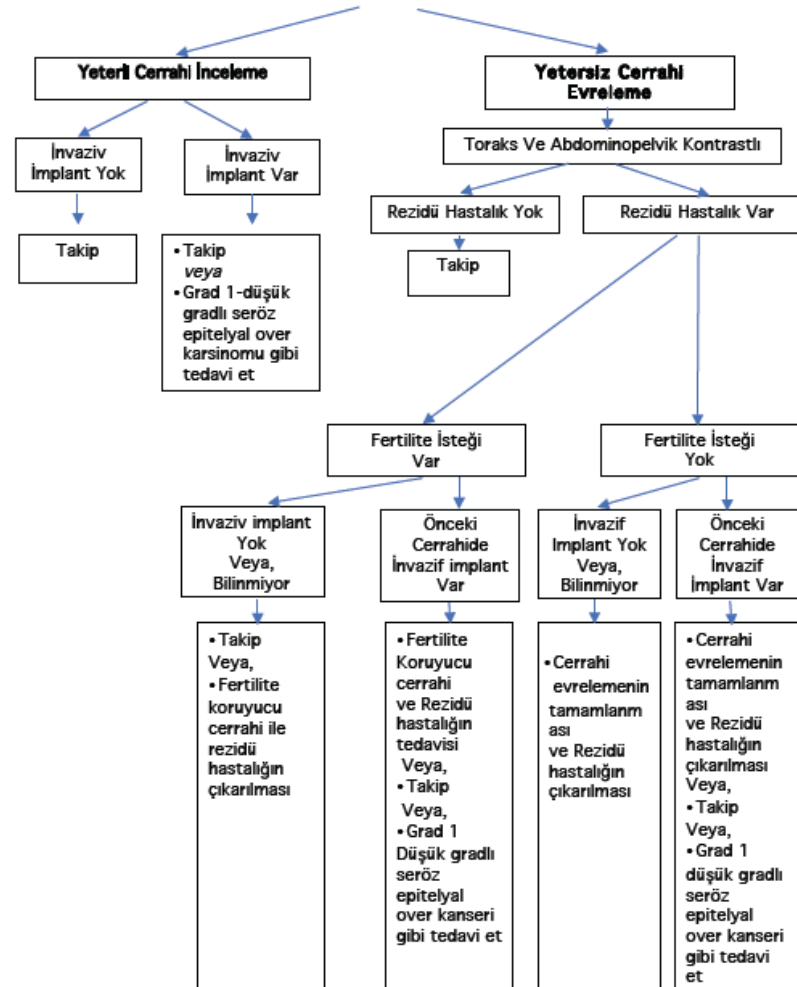 Yeterli Cerrahi İnceleme
Yetersiz Cerrahi
Evreleme
İnvaziv
İmplant Yok
İnvaziv
İmplant Var
Toraks Ve Abdominopelvik Kontrastlı
Rezidü Hastalık Yok
Rezidü Hastalık Var
Takip
• Takip
veya
• Grad 1-düşük
gradlı seröz
epitelyal over
karsinomu gibi
tedavi et
Takip
Fertilite İsteği
Var
Fertilite İsteği
Yok
İnvaziv implant
Yok
Veya,
Bilinmiyor
Önceki
Cerrahide
İnvazif implant
Var
İnvazif
İmplant Yok
Veya,
Bilinmiyor
Önceki
Cerrahide
İnvazif
İmplant Var
• Takip
Veya,
• Fertilite
koruyucu
cerrahi ile
rezidü
hastalığın
çıkarılması
• Fertilite
Koruyucu
cerrahi
ve Rezidü
hastalığın
tedavisi
Veya,
• Takip
Veya,
• Grad 1
Düşük gradlı
seröz
epitelyal
over kanseri
gibi tedavi et
• Cerrahi
evrelemenin
tamamlanm
ası
ve Rezidü
hastalığın
çıkarılması
• Cerrahi
evrelemenin
tamamlanm
ası
ve Rezidü
hastalığın
çıkarılması
Veya,
• Takip
Veya,
• Grad 1
düşük gradlı
seröz
epitelyal
over kanseri
gibi tedavi
et